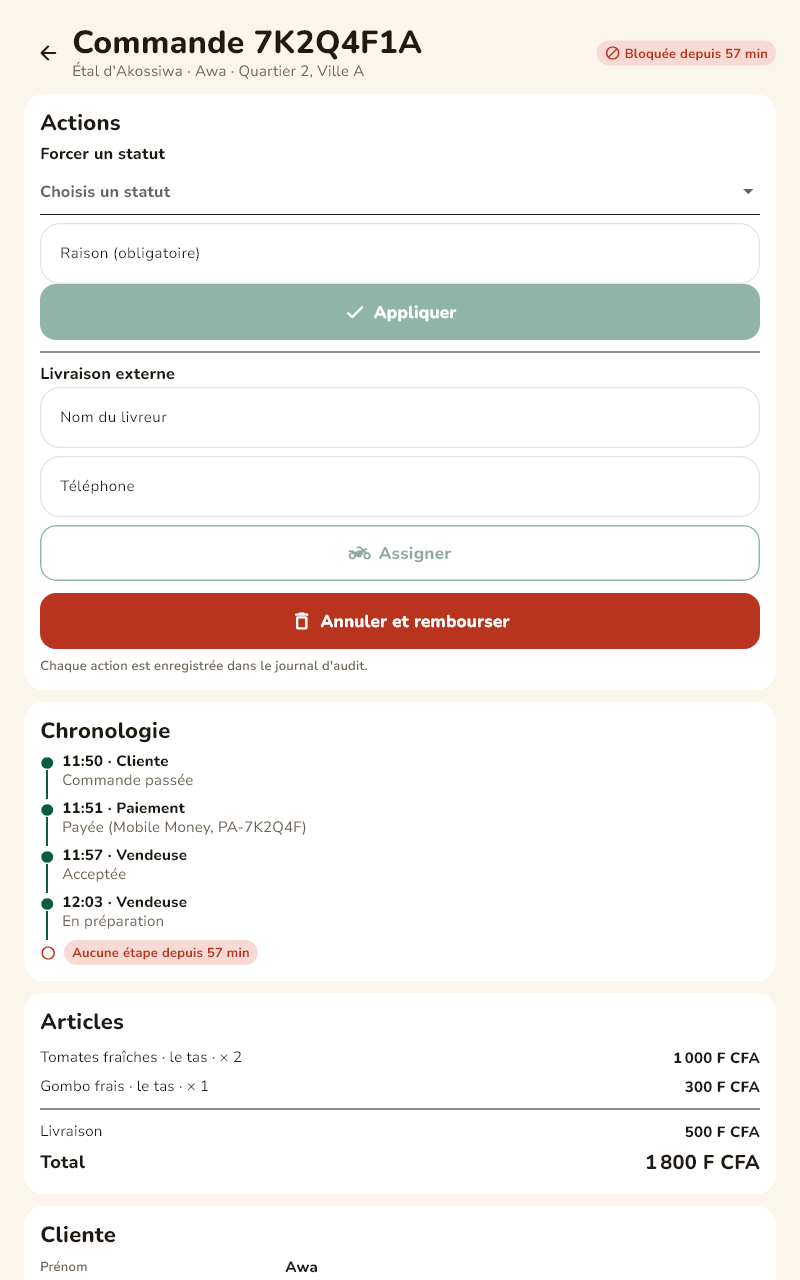 Commande 7K2Q4F1A
Étal d'Akossiwa · Awa · Quartier 2, Ville A
Bloquée depuis 57 min
Actions
Forcer un statut
Choisis un statut
Raison (obligatoire)
Appliquer
Livraison externe
Nom du livreur
Téléphone
Assigner
Annuler et rembourser
Chaque action est enregistrée dans le journal d'audit.
Chronologie
11:50 · Cliente
Commande passée
11:51 · Paiement
Payée (Mobile Money, PA-7K2Q4F)
11:57 · Vendeuse
Acceptée
12:03 · Vendeuse
En préparation
Aucune étape depuis 57 min
Articles
Tomates fraîches · le tas · × 2 1 000 F CFA
Gombo frais · le tas · × 1 300 F CFA
Livraison 500 F CFA
Total 1 800 F CFA
Cliente
Prénom Awa